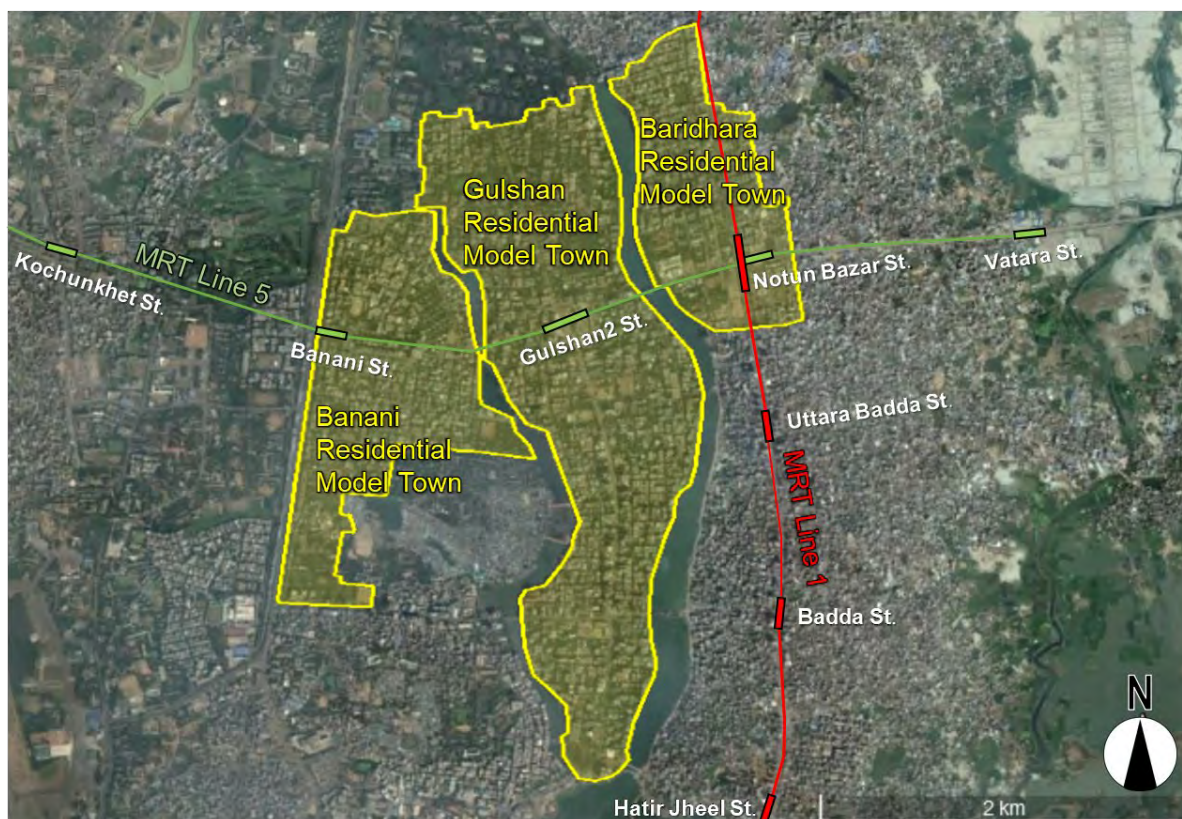 Baridhara
Residential
Model Town
Gulshan
Residential
Model Town
MRT Line 5
Kochunkhet St.
Banani St.
Gulshan2 St.
Notun Bazar St.
Vatara St.
Banani
Residential
Model Town
Uttara Badda St.
MRT Line 1
Badda St.
N
Hatir Jheel St.
2 km